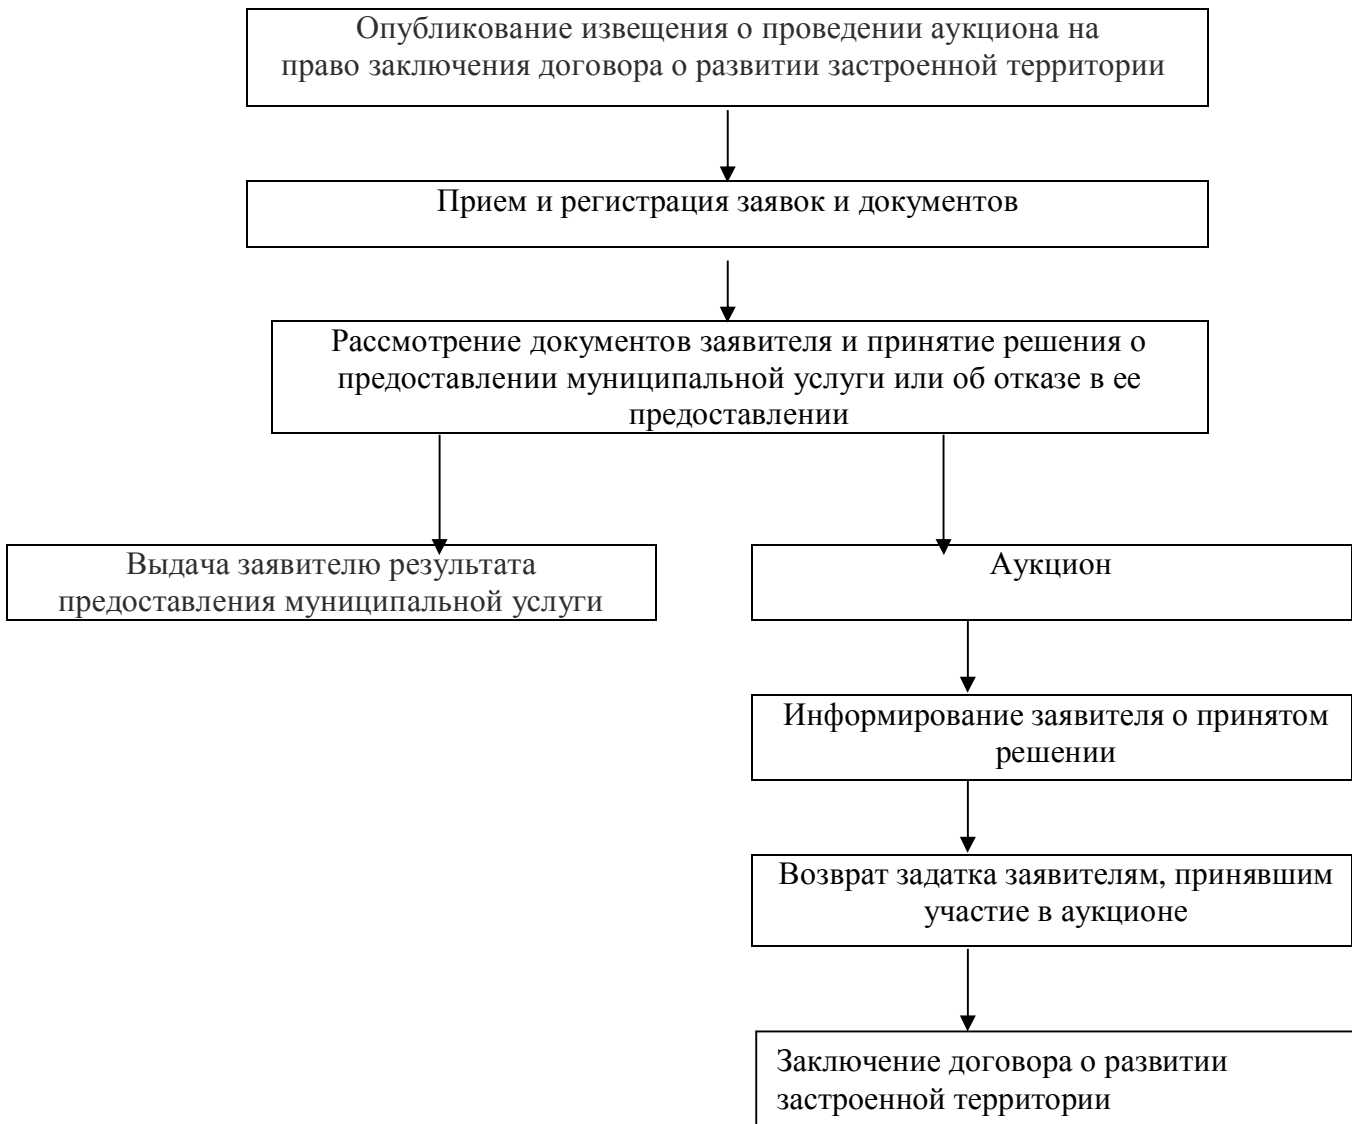 Опубликование извещения о проведении аукциона на
право заключения договора о развитии застроенной территории
Прием и регистрация заявок и документов
Рассмотрение документов заявителя и принятие решения о
предоставлении муниципальной услуги или об отказе в ее
предоставлении
Выдача заявителю результата
предоставления муниципальной услуги
Аукцион
Информирование заявителя о принятом
решении
Возврат задатка заявителям, принявшим
участие в аукционе
Заключение договора о развитии
застроенной территории